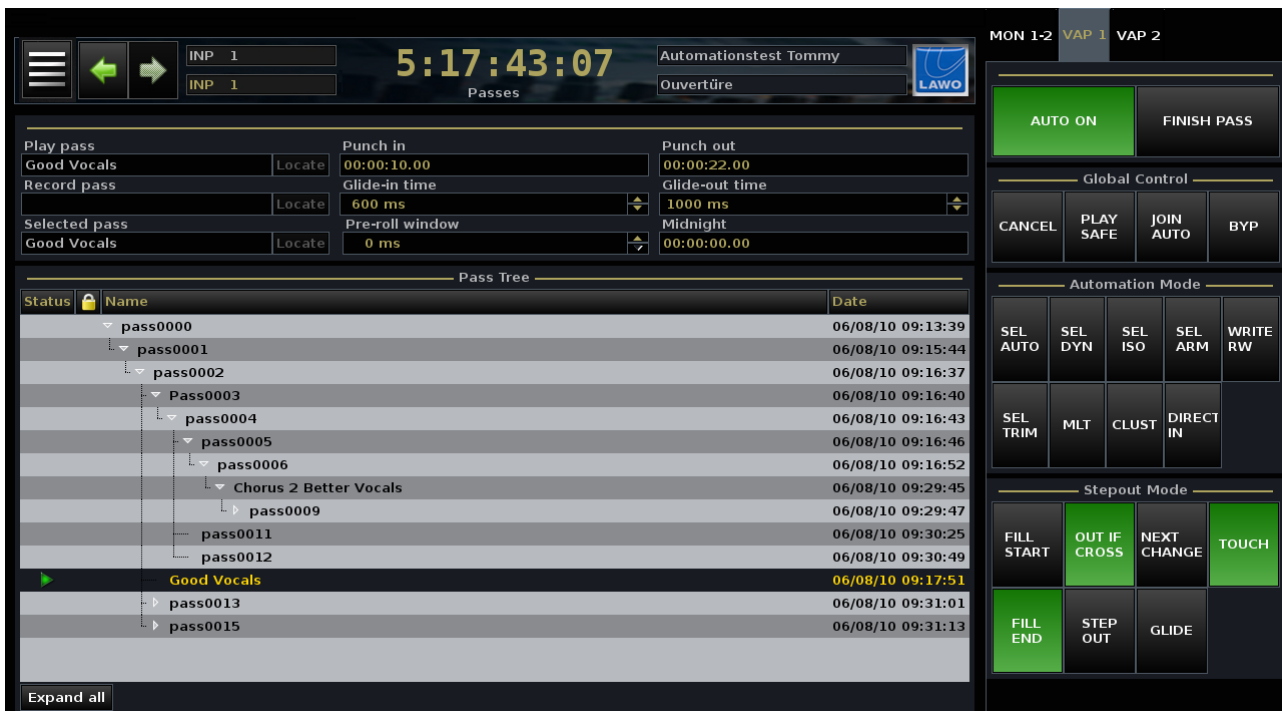 MON 1-2 VAP 1 VAP 2
INP 1
INP 1
5:17:43:07
Passes
Automationstest Tommy
Ouvertüre
LAWO
Play pass
Good Vocals
Locate
Punch in
00:00:10.00
Punch out
00:00:22.00
Record pass
Locate
Glide-in time
600 ms
Glide-out time
1000 ms
Selected pass
Good Vocals
Locate
Pre-roll window
0 ms
Midnight
00:00:00.00
Pass Tree
Status Name Date
pass0000 06/08/10 09:13:39
pass0001 06/08/10 09:15:44
pass0002 06/08/10 09:16:37
Pass0003 06/08/10 09:16:40
pass0004 06/08/10 09:16:43
pass0005 06/08/10 09:16:46
pass0006 06/08/10 09:16:52
Chorus 2 Better Vocals 06/08/10 09:29:45
pass0009 06/08/10 09:29:47
pass0011 06/08/10 09:30:25
pass0012 06/08/10 09:30:49
Good Vocals 06/08/10 09:17:51
pass0013 06/08/10 09:31:01
pass0015 06/08/10 09:31:13
Expand all
AUTO ON
FINISH PASS
Global Control
CANCEL
PLAY
SAFE
JOIN
AUTO
BYP
Automation Mode
SEL
AUTO
SEL
DYN
SEL
ISO
SEL
ARM
WRITE
RW
SEL
TRIM
MLT
CLUST
DIRECT
IN
Stepout Mode
FILL
START
OUT IF
CROSS
NEXT
CHANGE
TOUCH
FILL
END
STEP
OUT
GLIDE